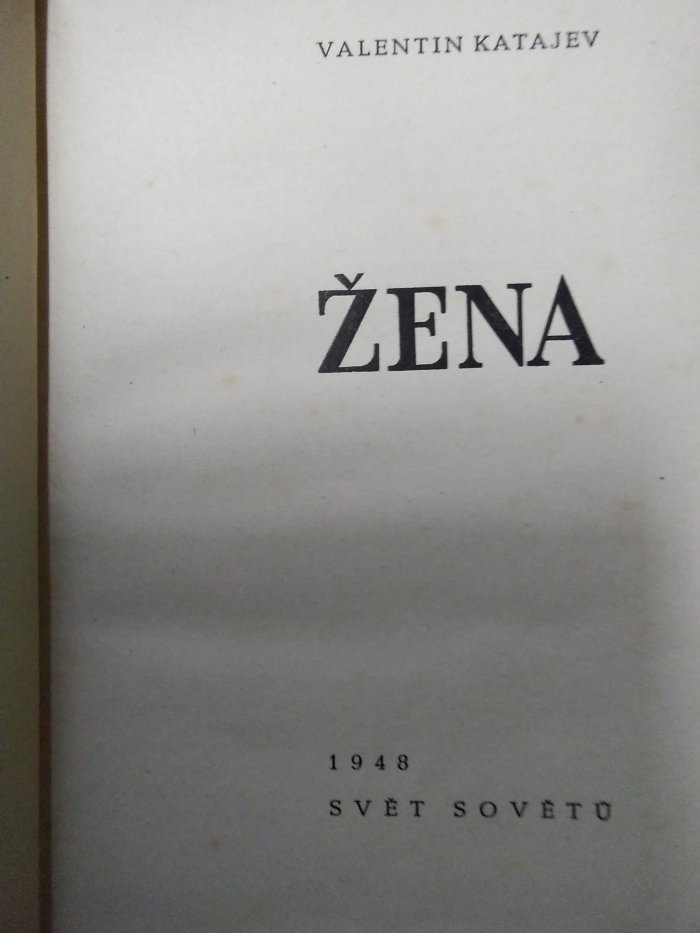 VALENTIN KATAJEV
ŽENA
1948
SVĚT SOVĚTŮ